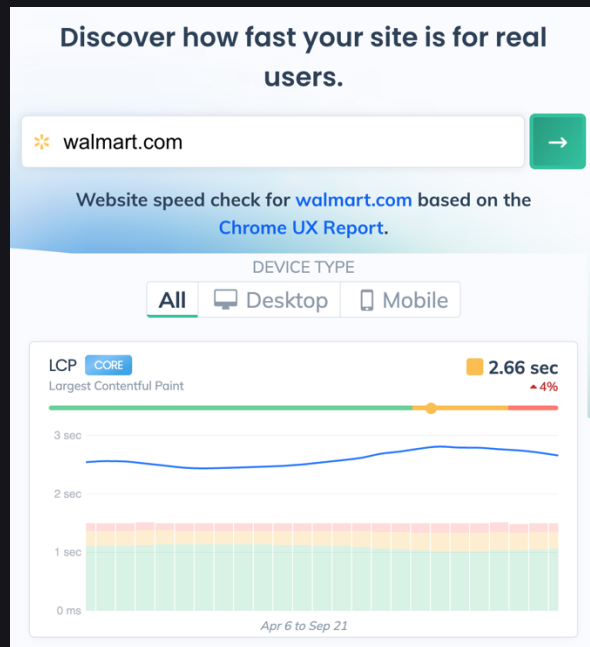 Discover how fast your site is for real
users.
walmart.com
→
Website speed check for walmart.com based on the
Chrome UX Report.
DEVICE TYPE
All Desktop Mobile
LCP CORE 2.66 sec
Largest Contentful Paint 4%
3 sec
2 sec
1 sec
0 ms
Apr 6 to Sep 21